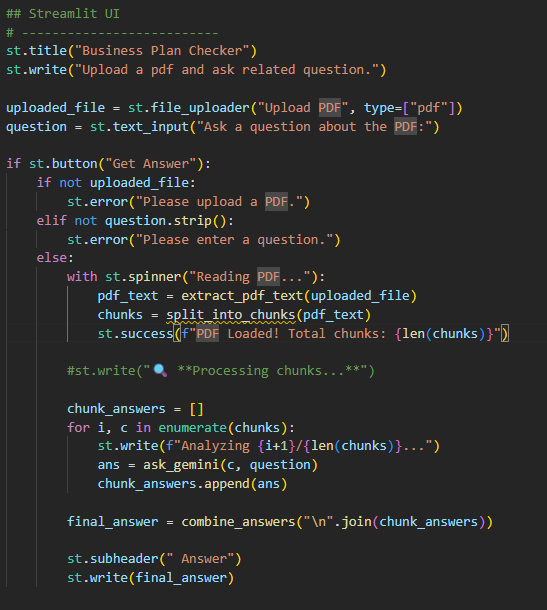 ## Streamlit UI
# --------------------------
st.title("Business Plan Checker")
st.write("Upload a pdf and ask related question.")
uploaded_file = st.file_uploader("Upload PDF", type=["pdf"])
question = st.text_input("Ask a question about the PDF:")
if st.button("Get Answer"):
    if not uploaded_file:
        st.error("Please upload a PDF.")
    elif not question.strip():
        st.error("Please enter a question.")
    else:
        with st.spinner("Reading PDF..."):
            pdf_text = extract_pdf_text(uploaded_file)
            chunks = split_into_chunks(pdf_text)
            st.success(f"PDF Loaded! Total chunks: {len(chunks)}")
        #st.write("🔍 **Processing chunks...**")
        chunk_answers = []
        for i, c in enumerate(chunks):
            st.write(f"Analyzing {i+1}/{len(chunks)}...")
            ans = ask_gemini(c, question)
            chunk_answers.append(ans)
        final_answer = combine_answers("\n".join(chunk_answers))
        st.subheader(" Answer")
        st.write(final_answer)